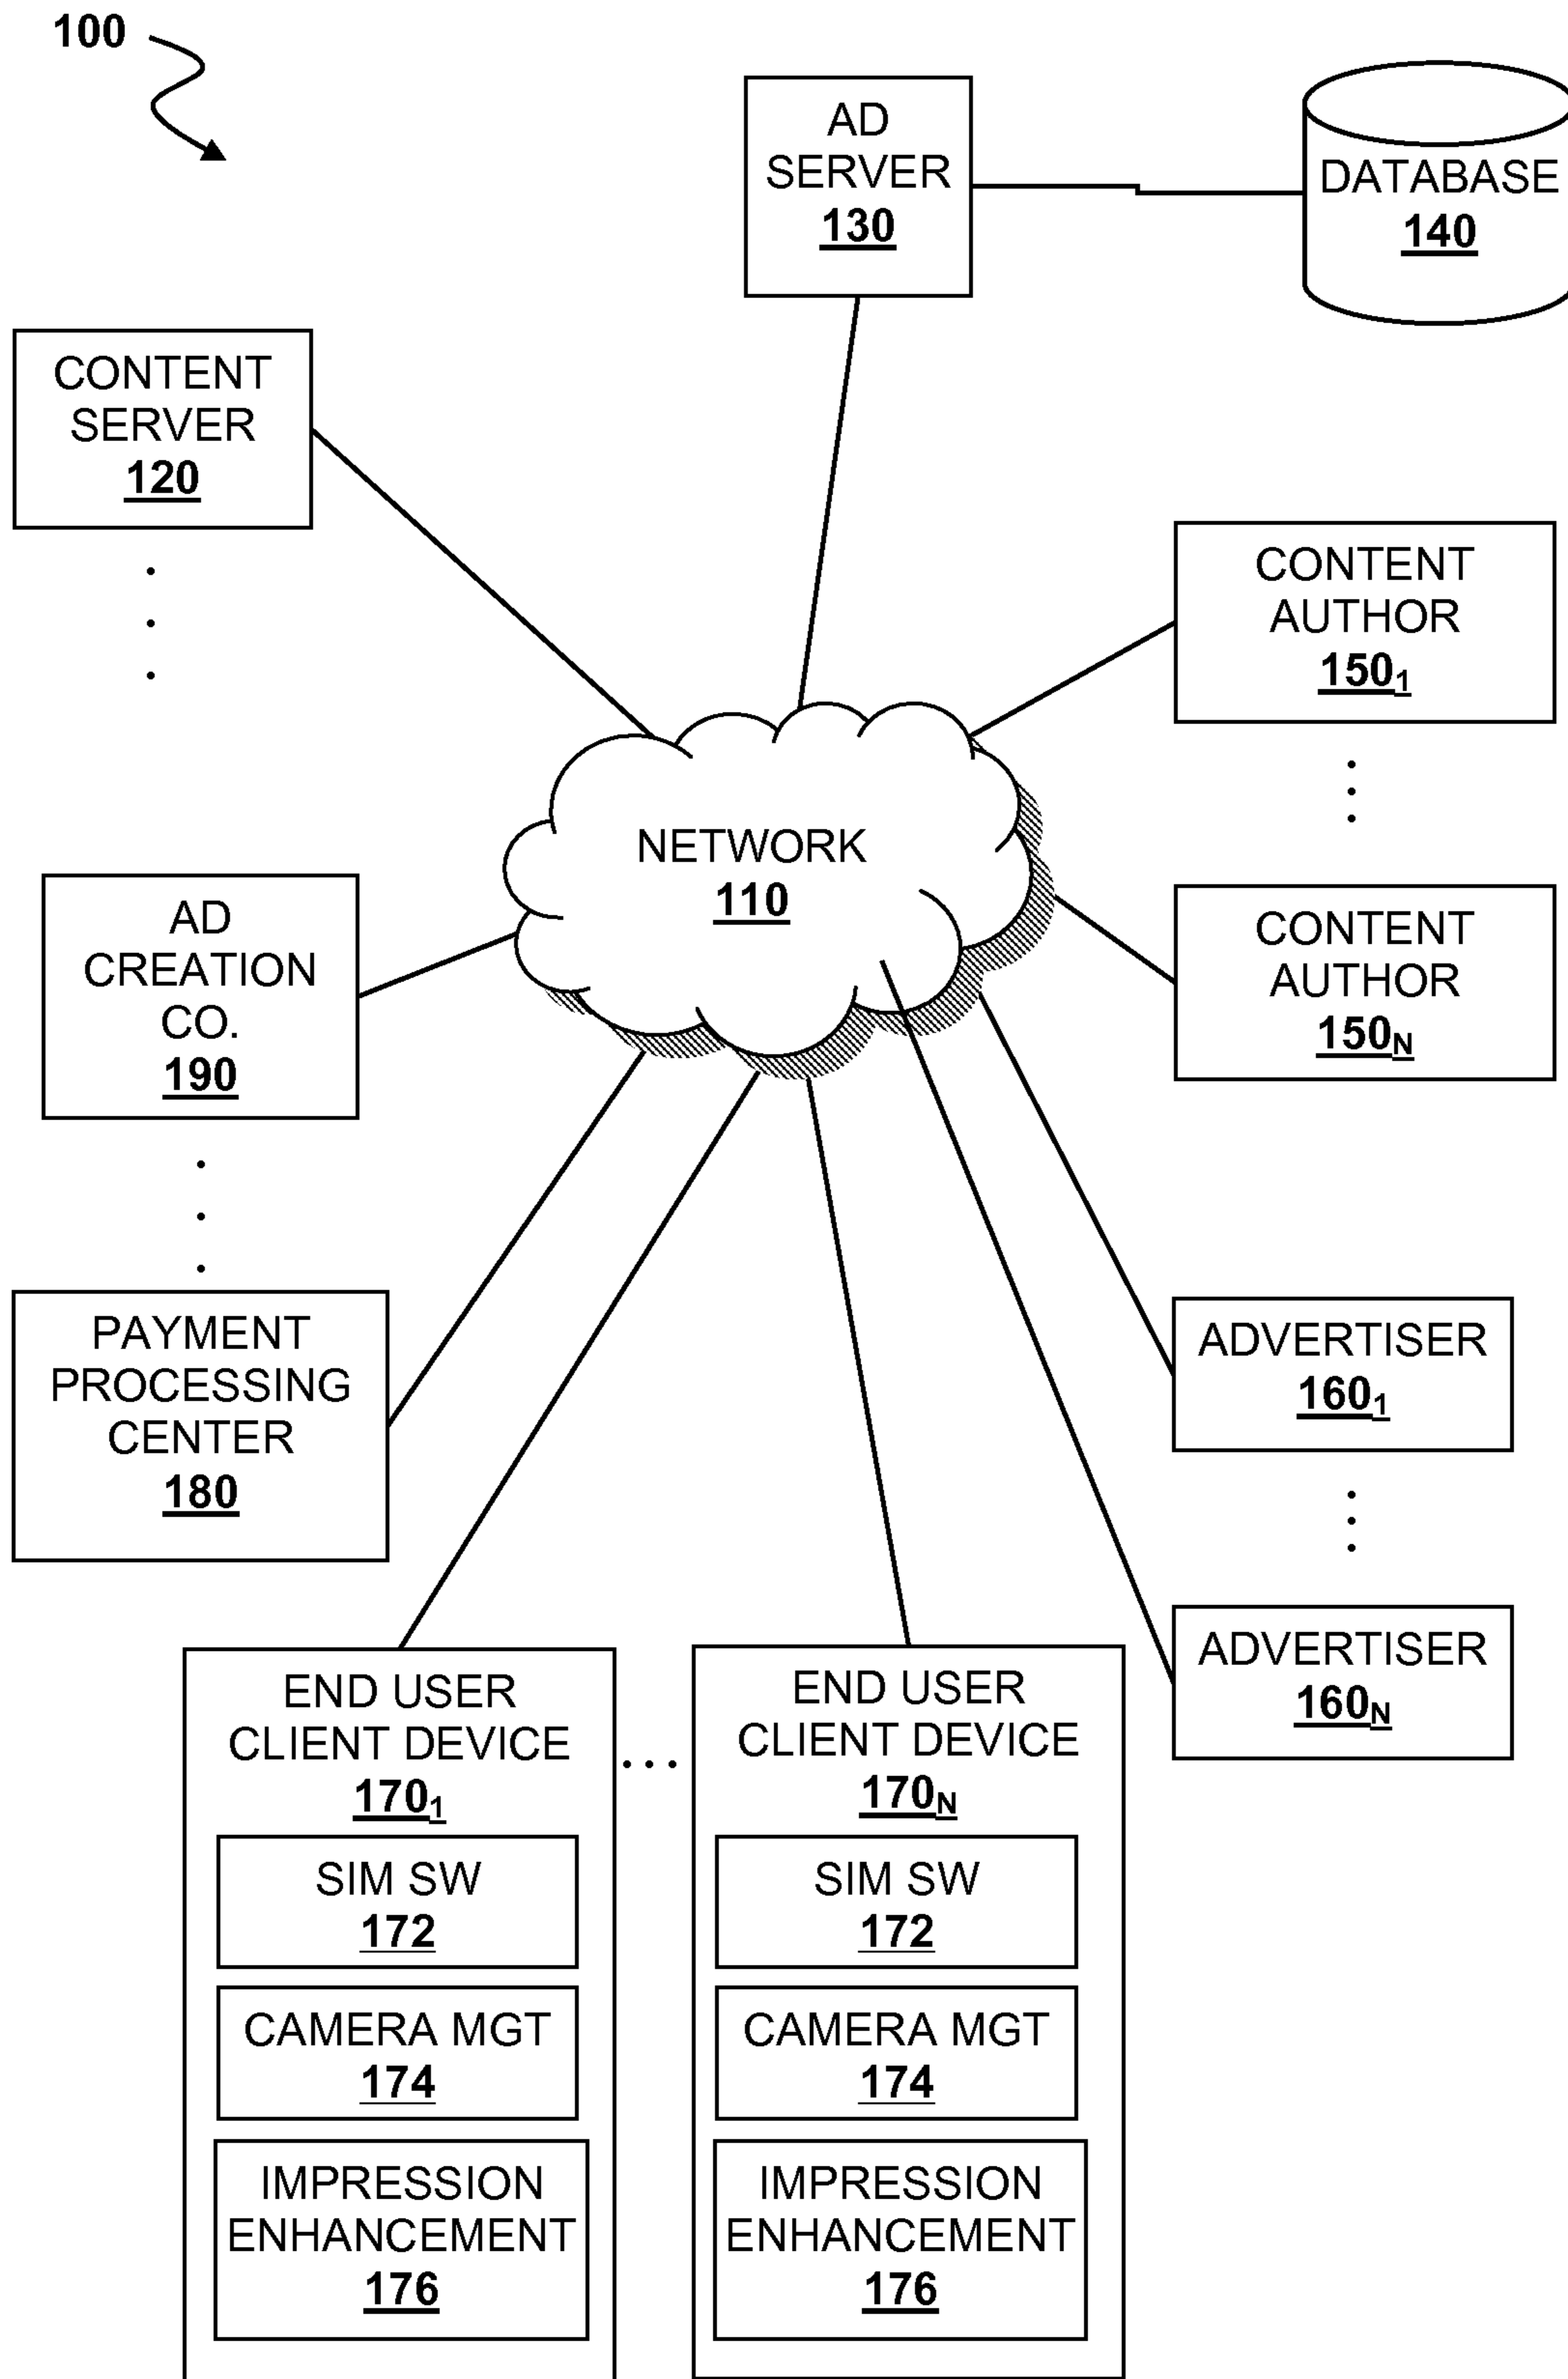 100
AD
SERVER
130
DATABASE
140
CONTENT
SERVER
120
CONTENT
AUTHOR
150₁
NETWORK
110
AD
CREATION
CO.
190
CONTENT
AUTHOR
150N
PAYMENT
PROCESSING
CENTER
180
ADVERTISER
160₁
ADVERTISER
160N
END USER
CLIENT DEVICE
170₁
SIM SW
172
CAMERA MGT
174
IMPRESSION
ENHANCEMENT
176
END USER
CLIENT DEVICE
170N
SIM SW
172
CAMERA MGT
174
IMPRESSION
ENHANCEMENT
176